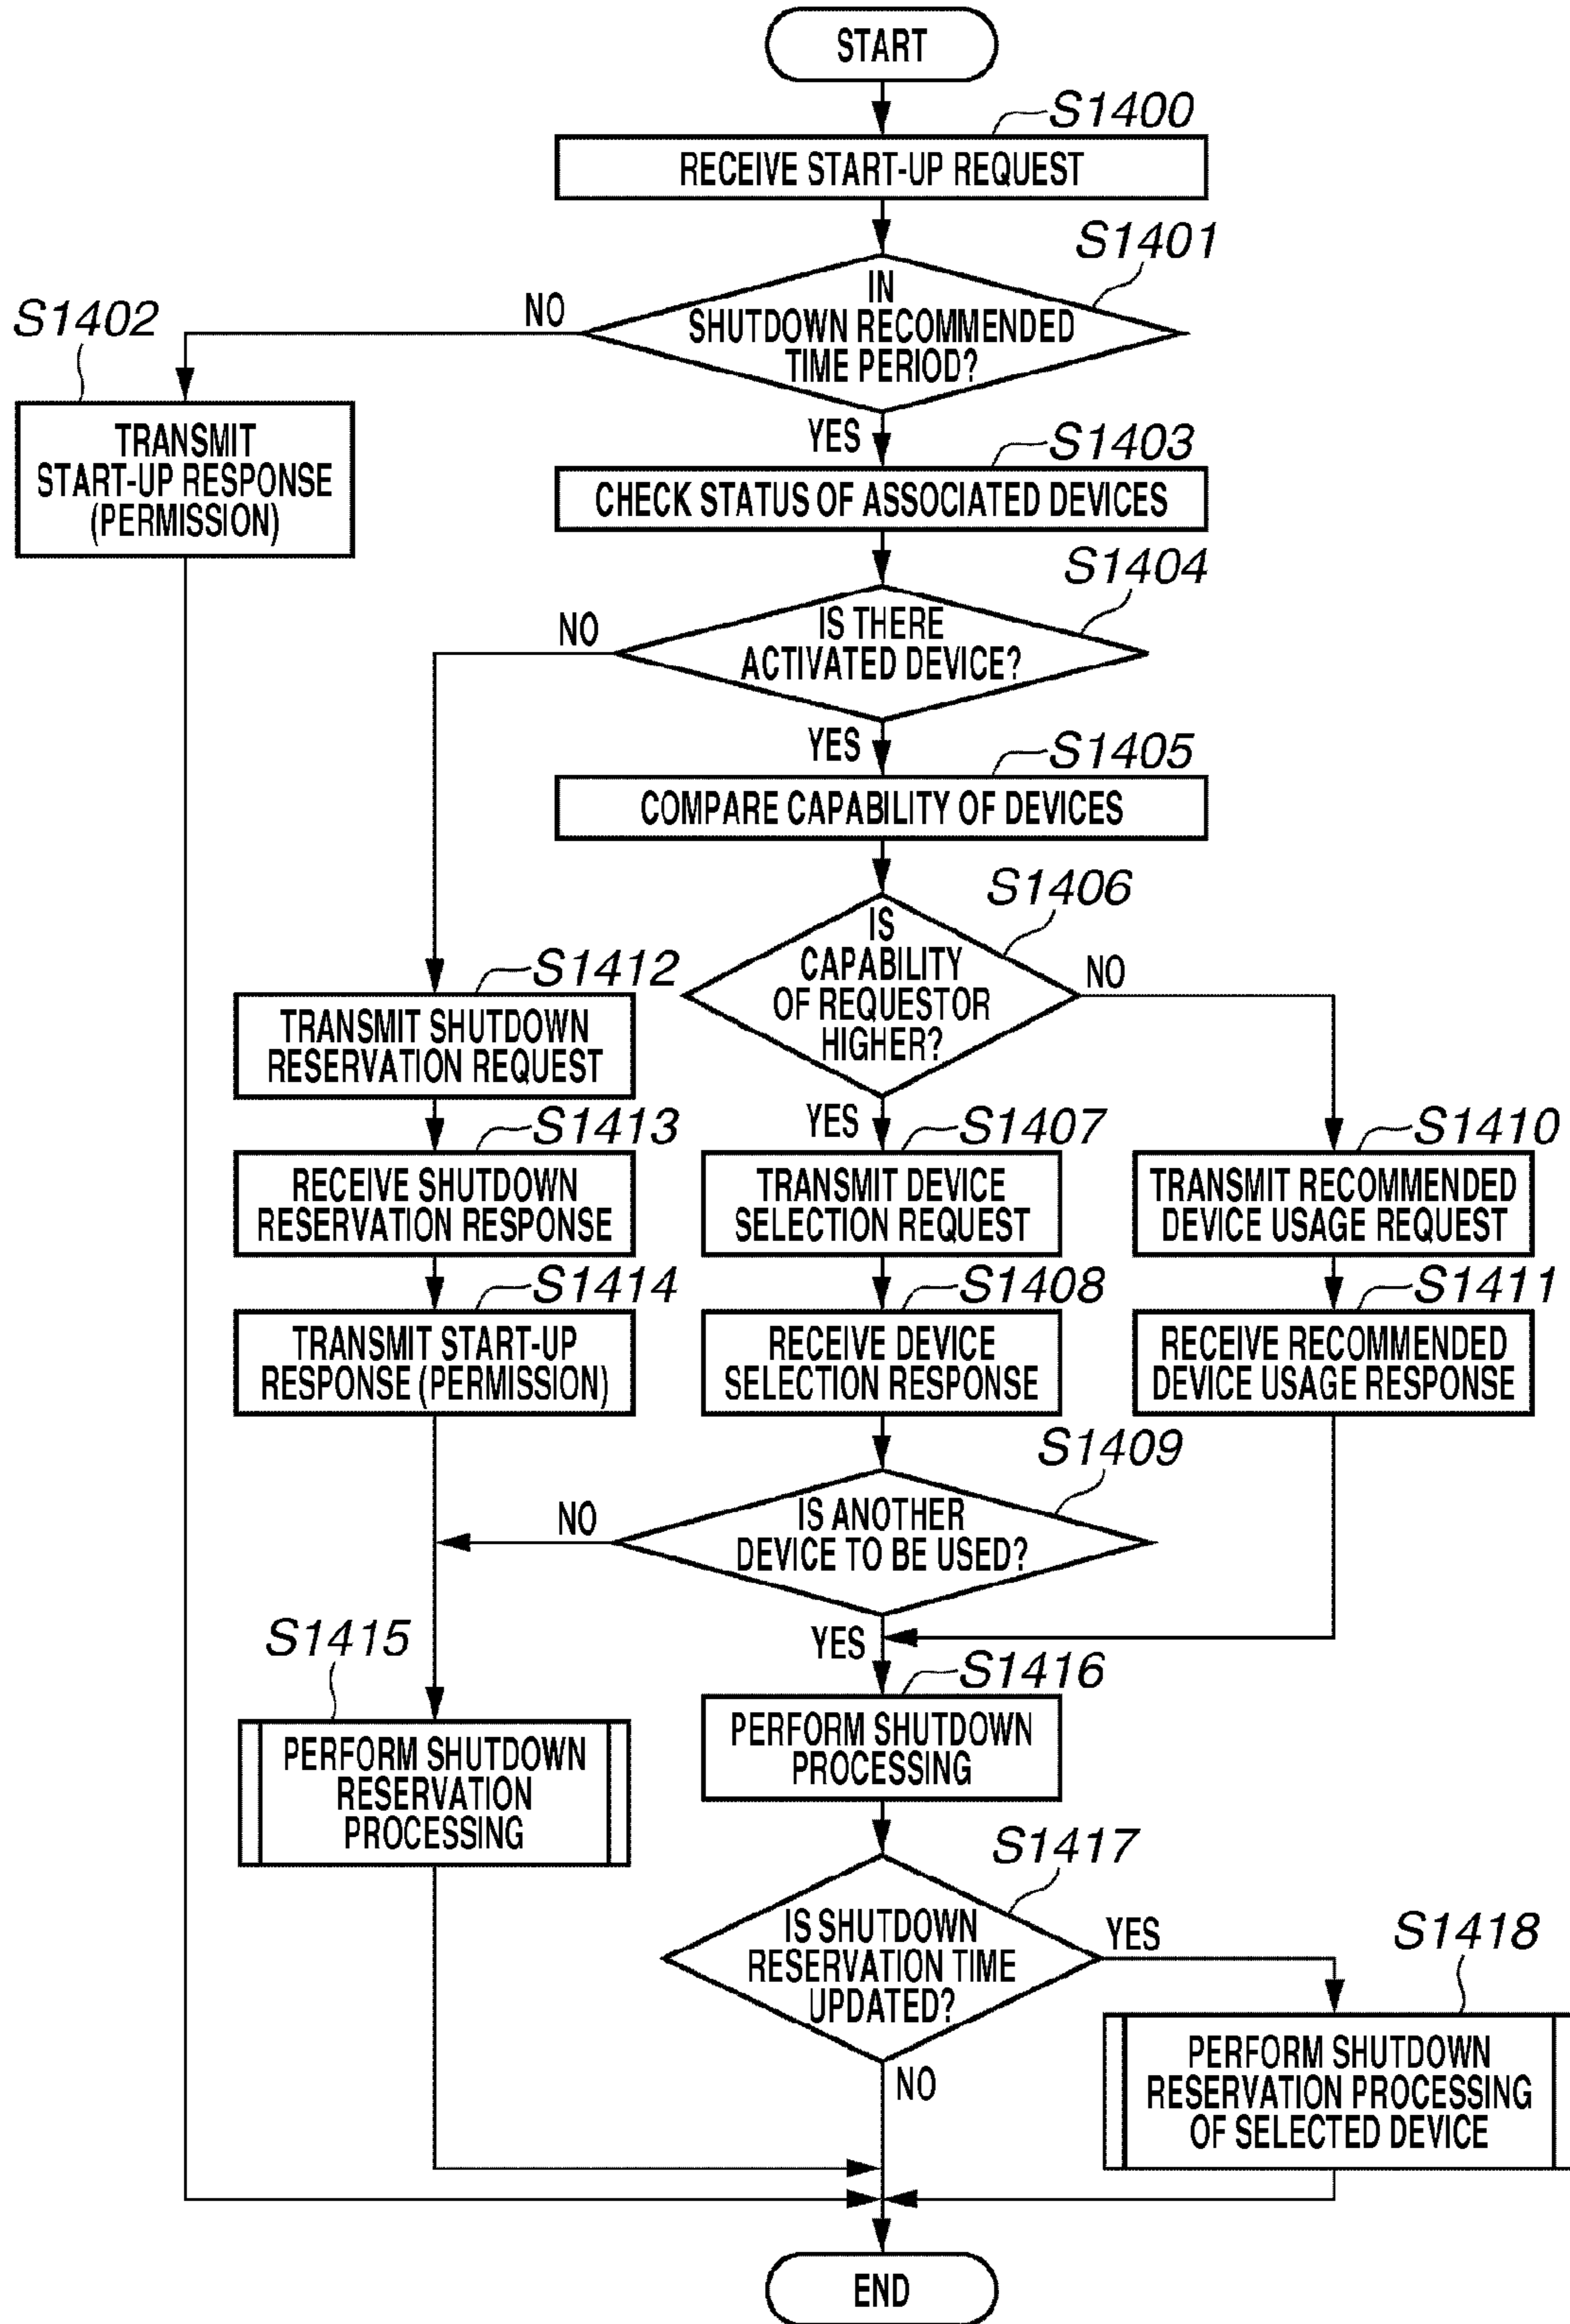 START
S1400
RECEIVE START-UP REQUEST
S1401
IN
SHUTDOWN RECOMMENDED
TIME PERIOD?
NO
S1402
TRANSMIT
START-UP RESPONSE
(PERMISSION)
YES
S1403
CHECK STATUS OF ASSOCIATED DEVICES
S1404
IS THERE
ACTIVATED DEVICE?
NO
YES
S1405
COMPARE CAPABILITY OF DEVICES
S1406
IS
CAPABILITY
OF REQUESTOR
HIGHER?
NO
S1412
TRANSMIT SHUTDOWN
RESERVATION REQUEST
YES
S1413
RECEIVE SHUTDOWN
RESERVATION RESPONSE
S1407
TRANSMIT DEVICE
SELECTION REQUEST
S1410
TRANSMIT RECOMMENDED
DEVICE USAGE REQUEST
S1414
TRANSMIT START-UP
RESPONSE (PERMISSION)
S1408
RECEIVE DEVICE
SELECTION RESPONSE
S1411
RECEIVE RECOMMENDED
DEVICE USAGE RESPONSE
S1409
IS ANOTHER
DEVICE TO BE USED?
NO
YES
S1415
PERFORM SHUTDOWN
RESERVATION
PROCESSING
S1416
PERFORM SHUTDOWN
PROCESSING
S1417
IS SHUTDOWN
RESERVATION TIME
UPDATED?
YES
S1418
PERFORM SHUTDOWN
RESERVATION PROCESSING
OF SELECTED DEVICE
NO
END